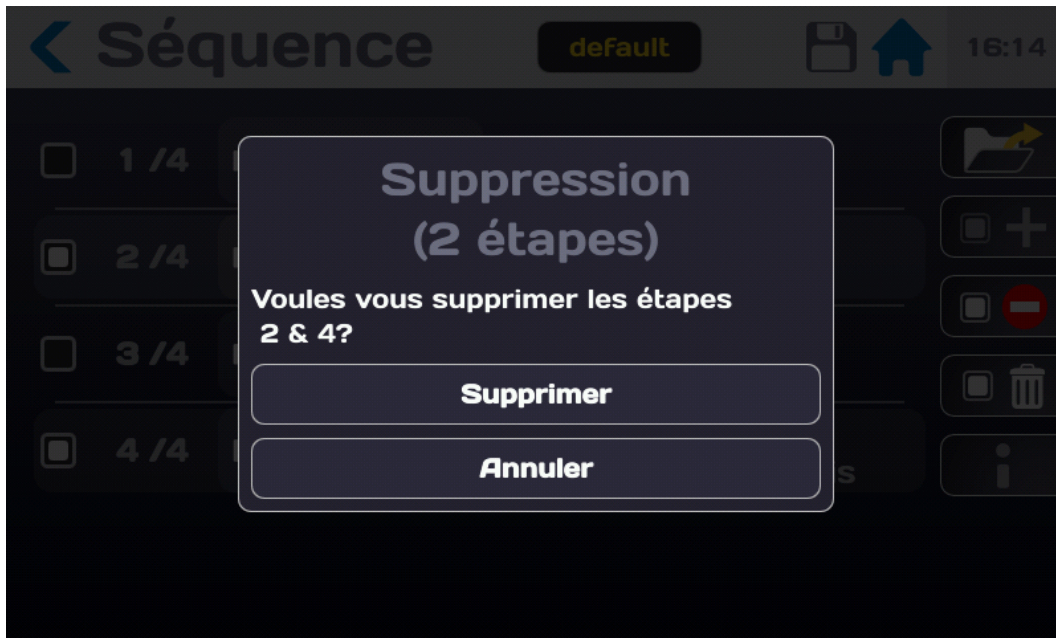 Séquence
default
16:14
1 /4
Suppression
(2 étapes)
2 /4
Voules vous supprimer les étapes
2 & 4?
3 /4
Supprimer
4 /4
Annuler
s